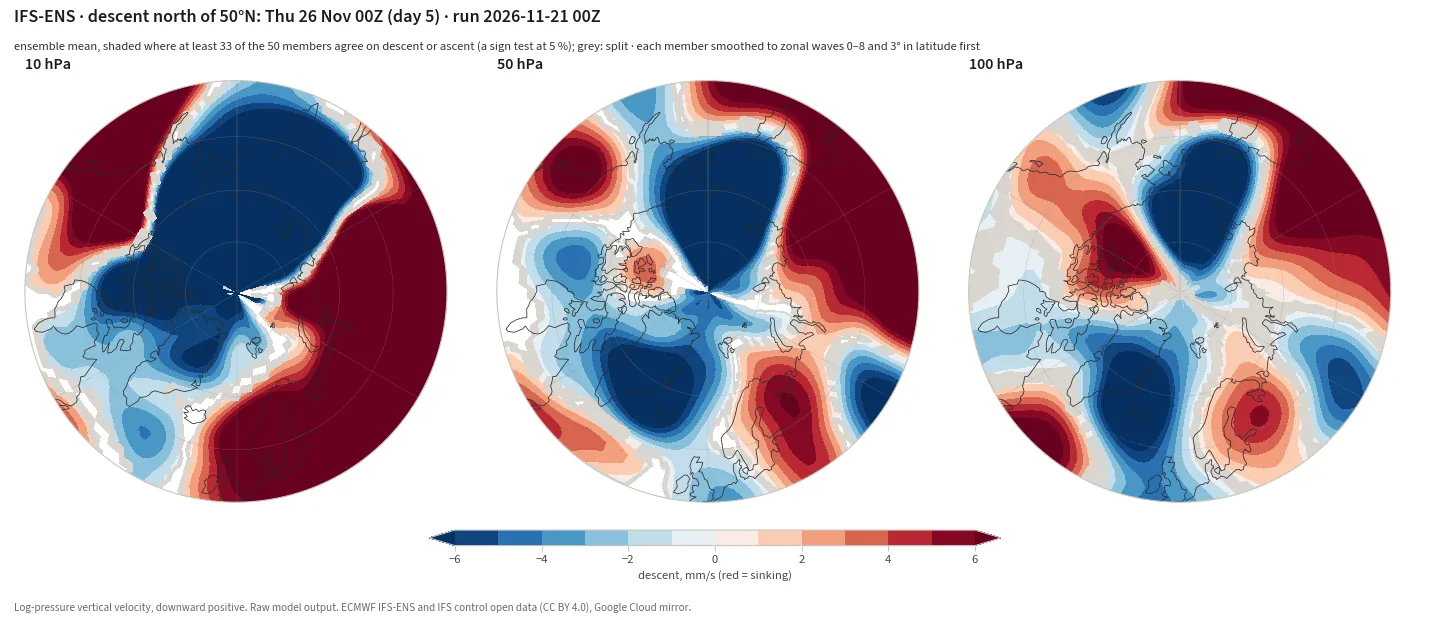 IFS-ENS · descent north of 50°N: Thu 26 Nov 00Z (day 5) · run 2026-11-21 00Z
ensemble mean, shaded where at least 33 of the 50 members agree on descent or ascent (a sign test at 5 %); grey: split · each member smoothed to zonal waves 0–8 and 3° in latitude first
10 hPa
50 hPa
100 hPa
−6 −4 −2 0 2 4 6
descent, mm/s (red = sinking)
Log-pressure vertical velocity, downward positive. Raw model output. ECMWF IFS-ENS and IFS control open data (CC BY 4.0), Google Cloud mirror.